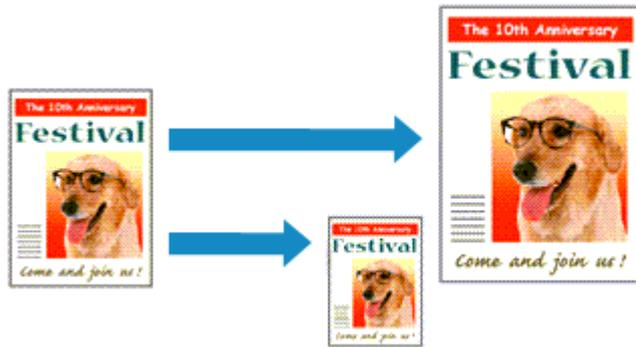 The 10th Anniversary
Festival
Come and join us !
The 10th Anniversary
Festival
Come and join us !
The 10th Anniversary
Festival
Come and join us !